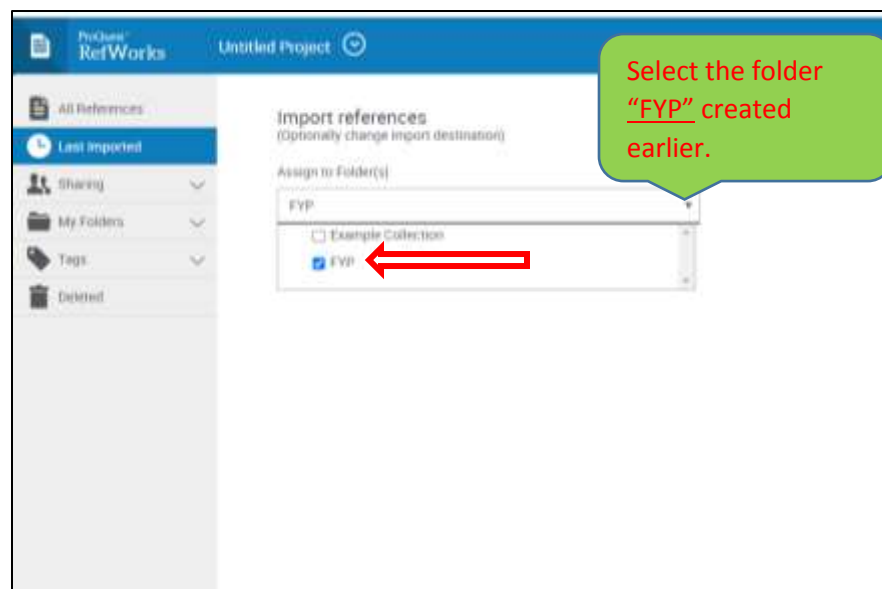 ProQuest®
RefWorks
Untitled Project
Select the folder
“FYP” created
earlier.
All References
Last Imported
Sharing
My Folders
Tags
Deleted
Import references
(Optionally change import destination)
Assign to Folder(s)
FYP
Example Collection
FYP